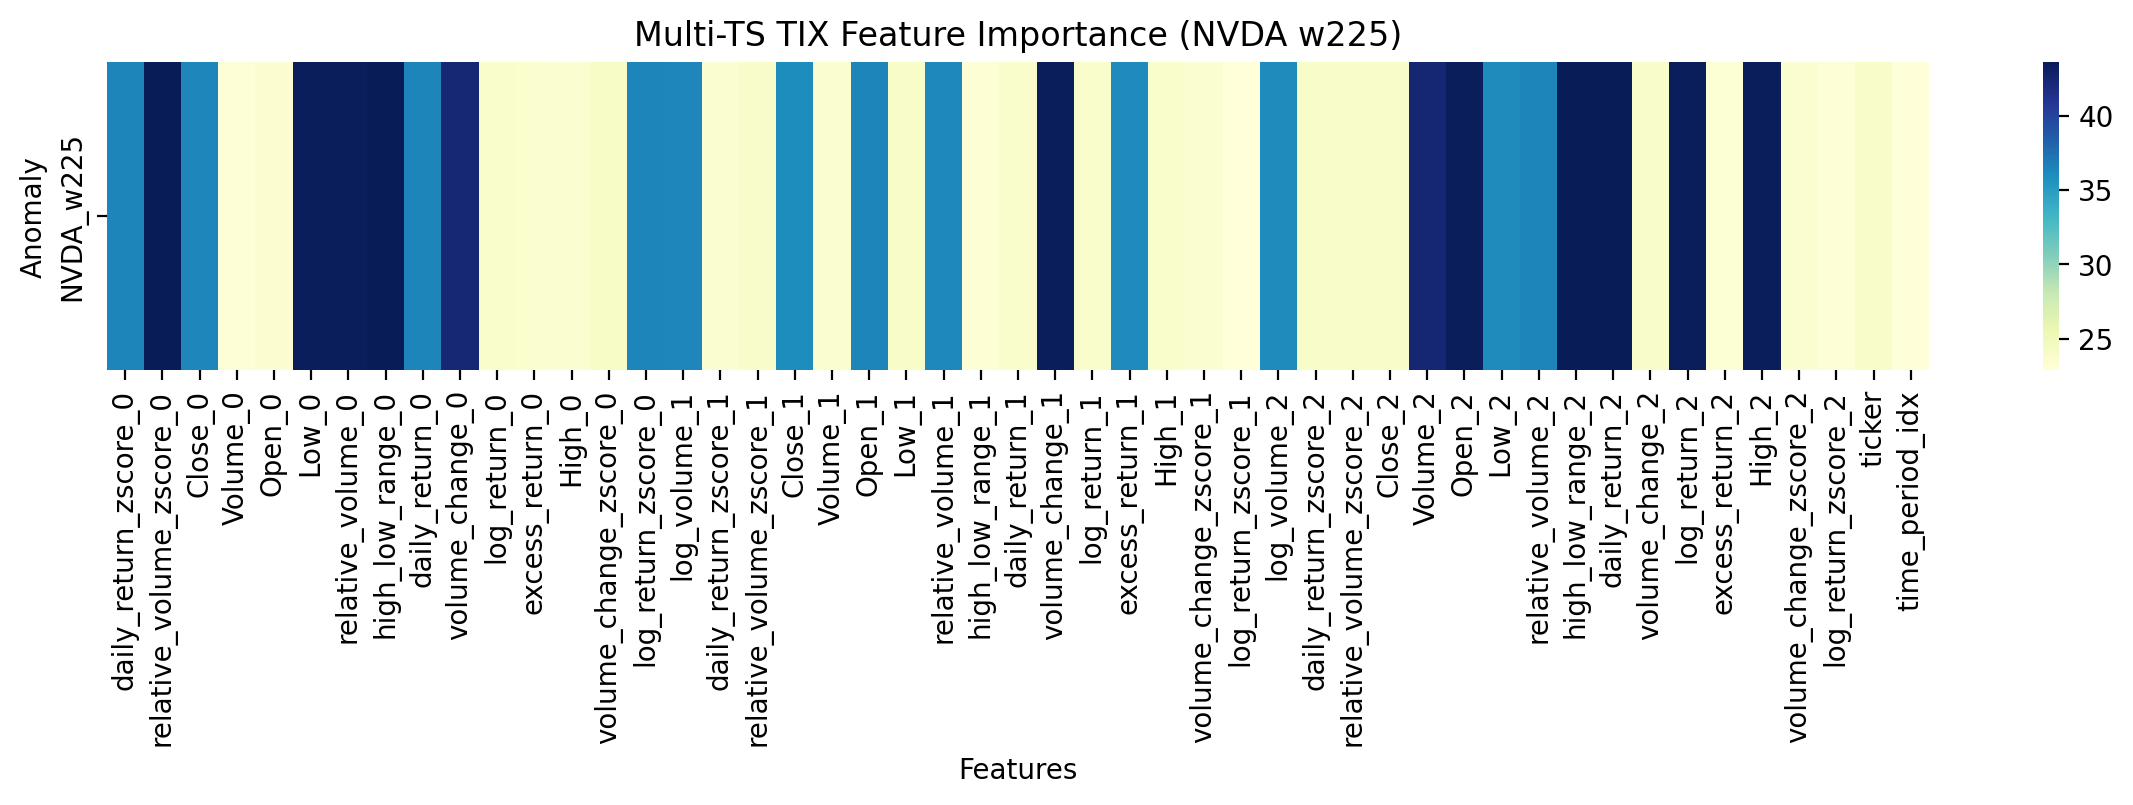 Multi-TS TIX Feature Importance (NVDA w225)
Anomaly
NVDA_w225
40
35
30
25
daily_return_zscore_0
relative_volume_zscore_0
Close_0
Volume_0
Open_0
Low_0
relative_volume_0
high_low_range_0
daily_return_0
volume_change_0
log_return_0
excess_return_0
High_0
volume_change_zscore_0
log_return_zscore_0
log_volume_1
daily_return_zscore_1
relative_volume_zscore_1
Close_1
Volume_1
Open_1
Low_1
relative_volume_1
high_low_range_1
daily_return_1
volume_change_1
log_return_1
excess_return_1
High_1
volume_change_zscore_1
log_return_zscore_1
log_volume_2
daily_return_zscore_2
relative_volume_zscore_2
Close_2
Volume_2
Open_2
Low_2
relative_volume_2
high_low_range_2
daily_return_2
volume_change_2
log_return_2
excess_return_2
High_2
volume_change_zscore_2
log_return_zscore_2
ticker
time_period_idx
Features